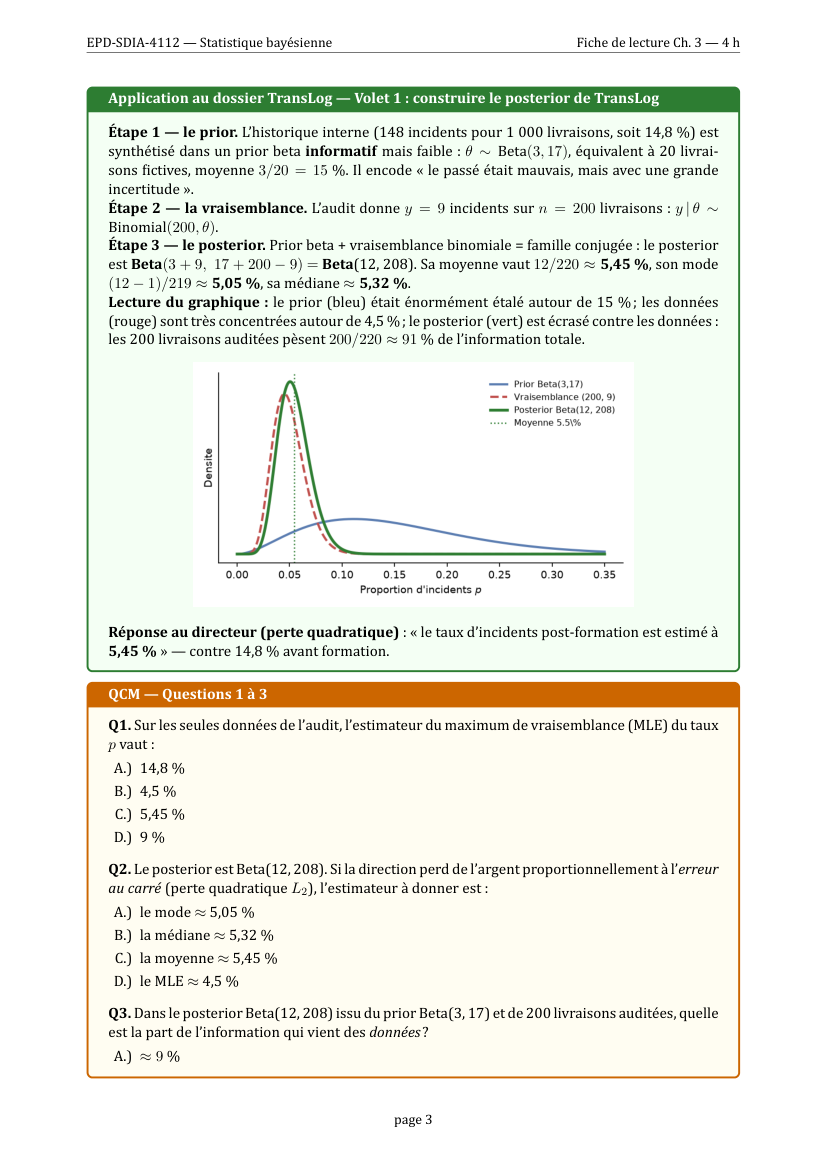 EPD-SDIA-4112 — Statistique bayésienne
Fiche de lecture Ch. 3 — 4 h
Application au dossier TransLog — Volet 1 : construire le posterior de TransLog
Étape 1 — le prior. L'historique interne (148 incidents pour 1 000 livraisons, soit 14,8 %) est
synthétisé dans un prior beta informatif mais faible : θ ∼ Beta(3, 17), équivalent à 20 livrai-
sons fictives, moyenne 3/20 = 15 %. Il encode « le passé était mauvais, mais avec une grande
incertitude ».
Étape 2 — la vraisemblance. L'audit donne y = 9 incidents sur n = 200 livraisons : y | θ ∼
Binomial(200, θ).
Étape 3 — le posterior. Prior beta + vraisemblance binomiale = famille conjuguée : le posterior
est Beta(3 + 9, 17 + 200 − 9) = Beta(12, 208). Sa moyenne vaut 12/220 ≈ 5,45 %, son mode
(12 − 1)/219 ≈ 5,05 %, sa médiane ≈ 5,32 %.
Lecture du graphique : le prior (bleu) était énormément étalé autour de 15 % ; les données
(rouge) sont très concentrées autour de 4,5 % ; le posterior (vert) est écrasé contre les données :
les 200 livraisons auditées pèsent 200/220 ≈ 91 % de l'information totale.
Prior Beta(3,17)
Vraisemblance (200, 9)
Posterior Beta(12, 208)
Moyenne 5.5\%
Densite
0.00 0.05 0.10 0.15 0.20 0.25 0.30 0.35
Proportion d'incidents p
Réponse au directeur (perte quadratique) : « le taux d'incidents post-formation est estimé à
5,45 % » — contre 14,8 % avant formation.
QCM — Questions 1 à 3
Q1. Sur les seules données de l'audit, l'estimateur du maximum de vraisemblance (MLE) du taux
p vaut :
A.) 14,8 %
B.) 4,5 %
C.) 5,45 %
D.) 9 %
Q2. Le posterior est Beta(12, 208). Si la direction perd de l'argent proportionnellement à l'erreur
au carré (perte quadratique L₂), l'estimateur à donner est :
A.) le mode ≈ 5,05 %
B.) la médiane ≈ 5,32 %
C.) la moyenne ≈ 5,45 %
D.) le MLE ≈ 4,5 %
Q3. Dans le posterior Beta(12, 208) issu du prior Beta(3, 17) et de 200 livraisons auditées, quelle
est la part de l'information qui vient des données ?
A.) ≈ 9 %
page 3